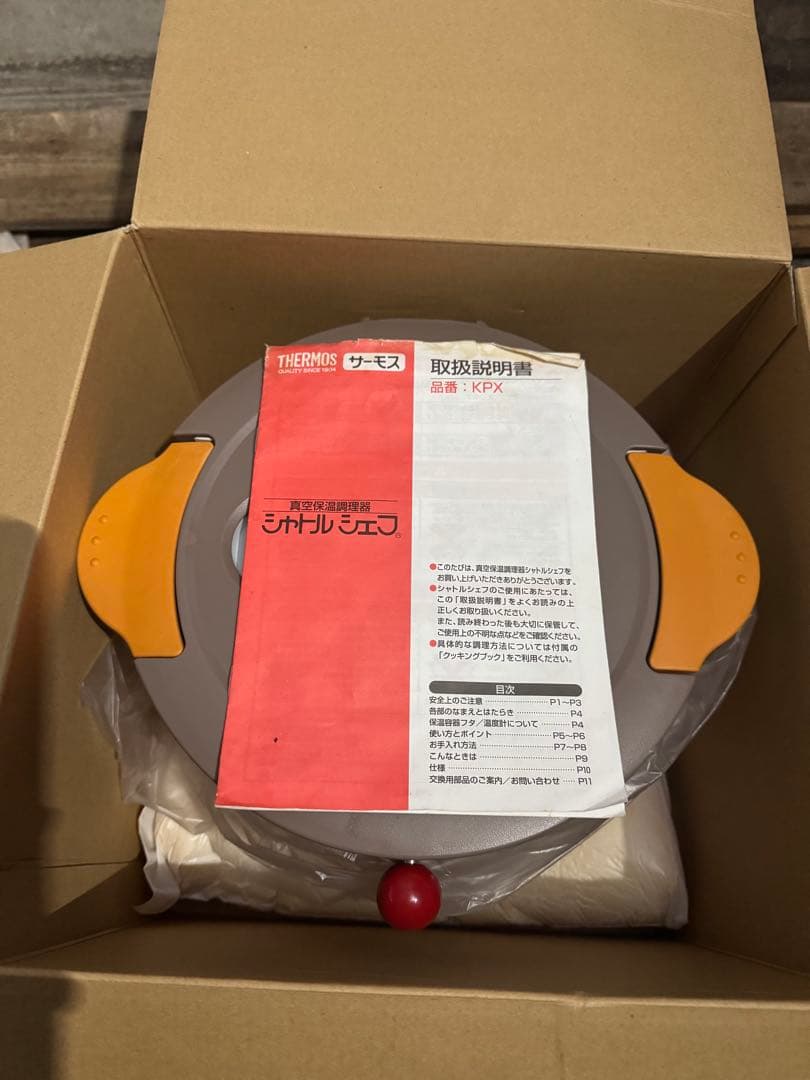 THERMOS
QUALITY SINCE 1904
サーモス
取扱説明書
品番：KPX
真空保温調理器
シャトルシェフ®
●このたびは、真空保温調理器シャトルシェフを
お買い上げいただきありがとうございます。
●シャトルシェフのご使用にあたっては、
この「取扱説明書」をよくお読みの上
正しくお取り扱いください。
また、読み終わった後も大切に保管して、
ご使用上の不明な点などをご確認ください。
●具体的な調理方法については付属の
「クッキングブック」をご利用ください。
目次
安全上のご注意 ………… P1～P3
各部のなまえとはたらき ………… P4
保温容器フタ／温度計について ……… P4
使い方とポイント ………… P5～P6
お手入れ方法 ………… P7～P8
こんなときは ………… P9
仕様 ………… P10
交換用部品のご案内／お問い合わせ …… P11